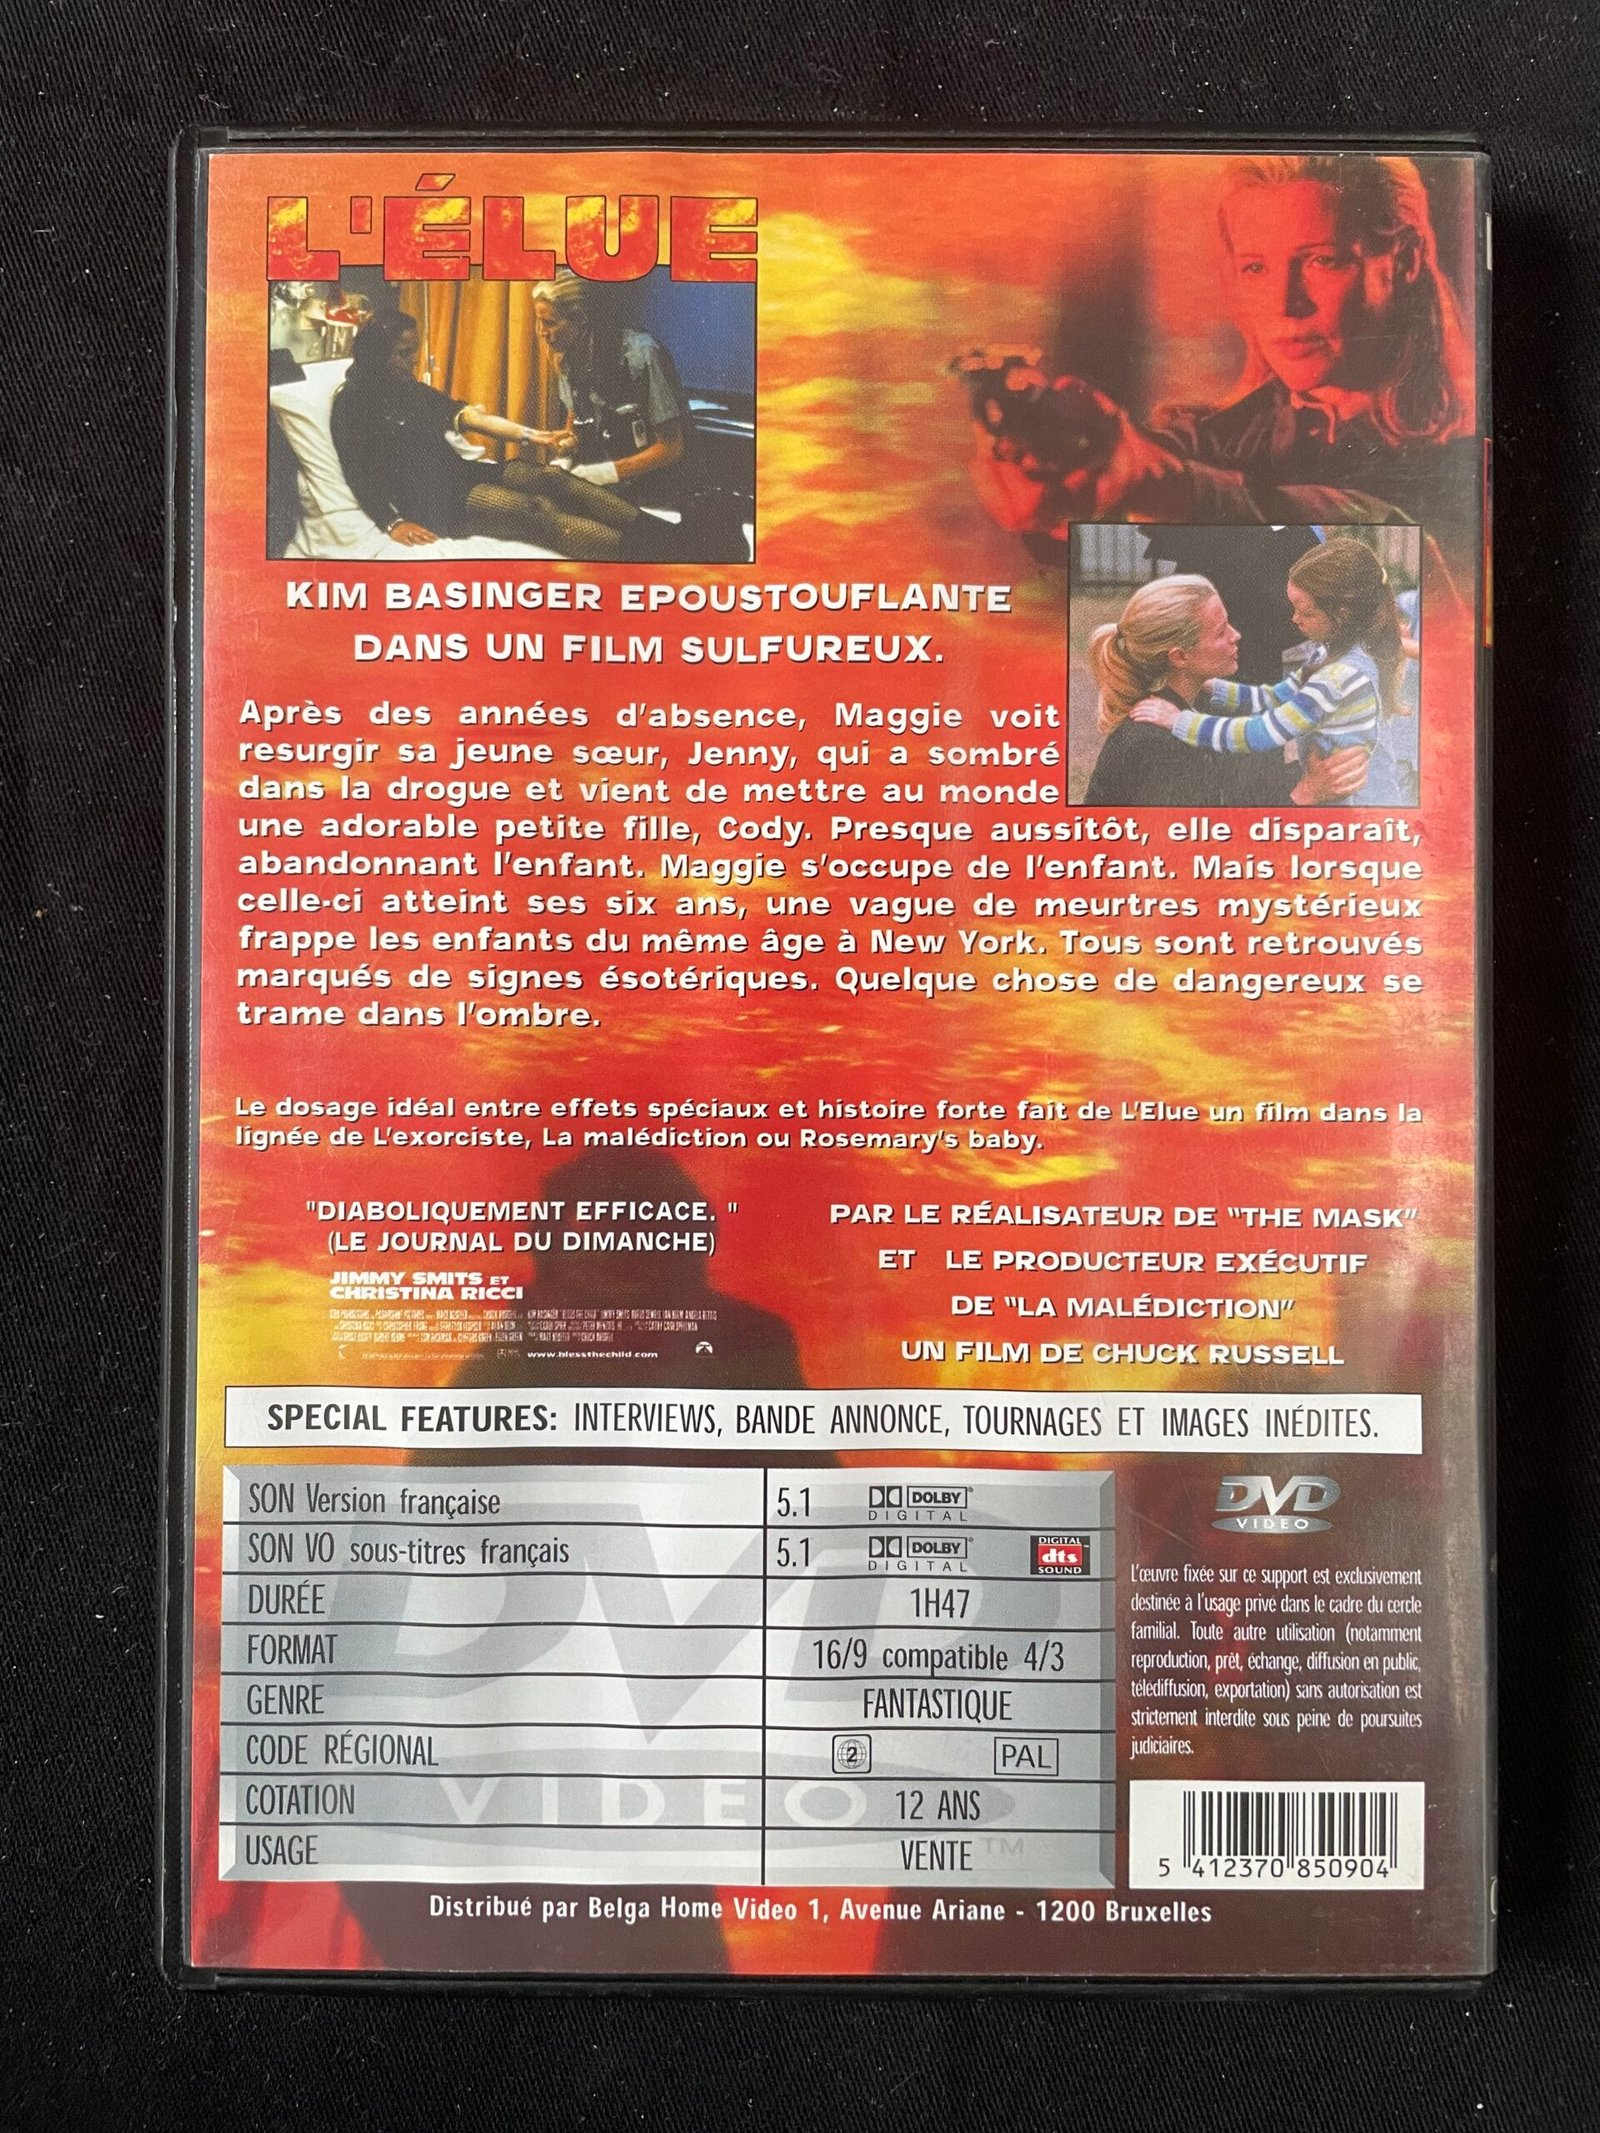 L'ÉLUE
KIM BASINGER EPOUSTOUFLANTE
DANS UN FILM SULFUREUX.
Après des années d'absence, Maggie voit
resurgir sa jeune sœur, Jenny, qui a sombré
dans la drogue et vient de mettre au monde
une adorable petite fille, Cody. Presque aussitôt, elle disparaît,
abandonnant l'enfant. Maggie s'occupe de l'enfant. Mais lorsque
celle-ci atteint ses six ans, une vague de meurtres mystérieux
frappe les enfants du même âge à New York. Tous sont retrouvés
marqués de signes ésotériques. Quelque chose de dangereux se
trame dans l'ombre.
Le dosage idéal entre effets spéciaux et histoire forte fait de L'Elue un film dans la
lignée de L'exorciste, La malédiction ou Rosemary's baby.
"DIABOLIQUEMENT EFFICACE. "
(LE JOURNAL DU DIMANCHE)
JIMMY SMITS ET
CHRISTINA RICCI
www.blessthechild.com
PAR LE RÉALISATEUR DE "THE MASK"
ET LE PRODUCTEUR EXÉCUTIF
DE "LA MALÉDICTION"
UN FILM DE CHUCK RUSSELL
SPECIAL FEATURES: INTERVIEWS, BANDE ANNONCE, TOURNAGES ET IMAGES INÉDITES.
SON Version française 5.1 DOLBY DIGITAL
SON VO sous-titres français 5.1 DOLBY DIGITAL DIGITAL dts SOUND
DURÉE 1H47
FORMAT 16/9 compatible 4/3
GENRE FANTASTIQUE
CODE RÉGIONAL 2 PAL
COTATION 12 ANS
USAGE VENTE
DVD
VIDEO™
DVD
VIDEO
L'œuvre fixée sur ce support est exclusivement
destinée à l'usage privé dans le cadre du cercle
familial. Toute autre utilisation (notamment
reproduction, prêt, échange, diffusion en public,
télédiffusion, exportation) sans autorisation est
strictement interdite sous peine de poursuites
judiciaires.
5 412370 850904
Distribué par Belga Home Video 1, Avenue Ariane - 1200 Bruxelles